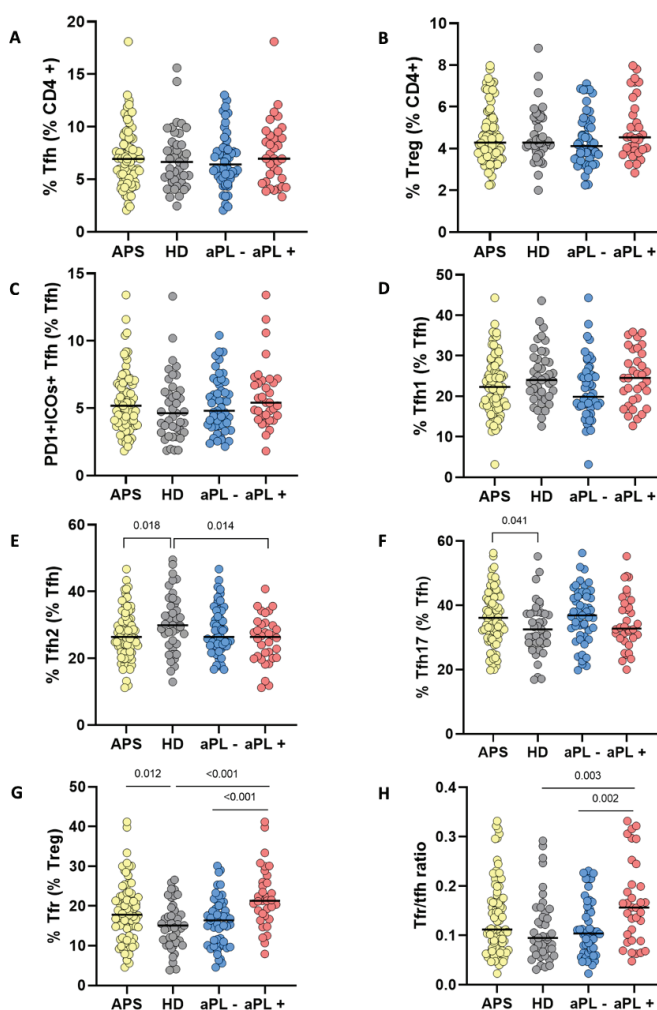 A
% Tfh (% CD4 +)
20
15
10
5
0
APS HD aPL - aPL +
B
% Treg (% CD4+)
10
8
6
4
2
0
APS HD aPL - aPL +
C
PD1+ICOs+ Tfh (% Tfh)
15
10
5
0
APS HD aPL - aPL +
D
% Tfh1 (% Tfh)
50
40
30
20
10
0
APS HD aPL - aPL +
E
% Tfh2 (% Tfh)
0.018 0.014
60
40
20
0
APS HD aPL - aPL +
F
% Tfh17 (% Tfh)
0.041
60
40
20
0
APS HD aPL - aPL +
G
% Tfr (% Treg)
0.012 <0.001
<0.001
50
40
30
20
10
0
APS HD aPL - aPL +
H
Tfr/tfh ratio
0.003
0.002
0.4
0.3
0.2
0.1
0.0
APS HD aPL - aPL +